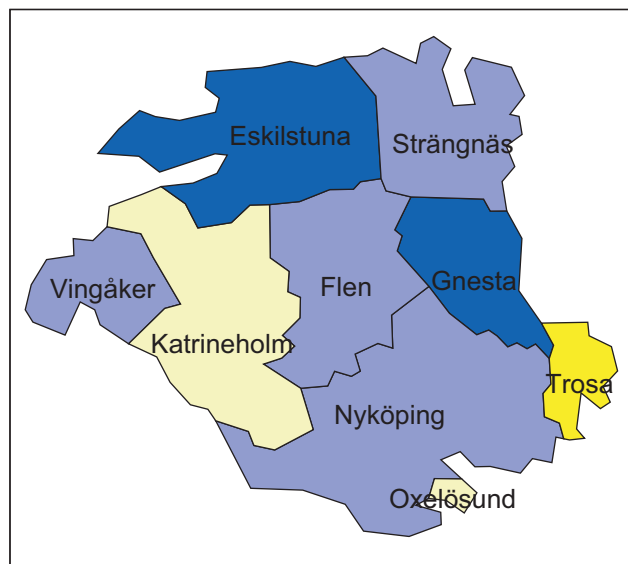 Eskilstuna
Strängnäs
Vingåker
Flen
Gnesta
Katrineholm
Trosa
Nyköping
Oxelösund